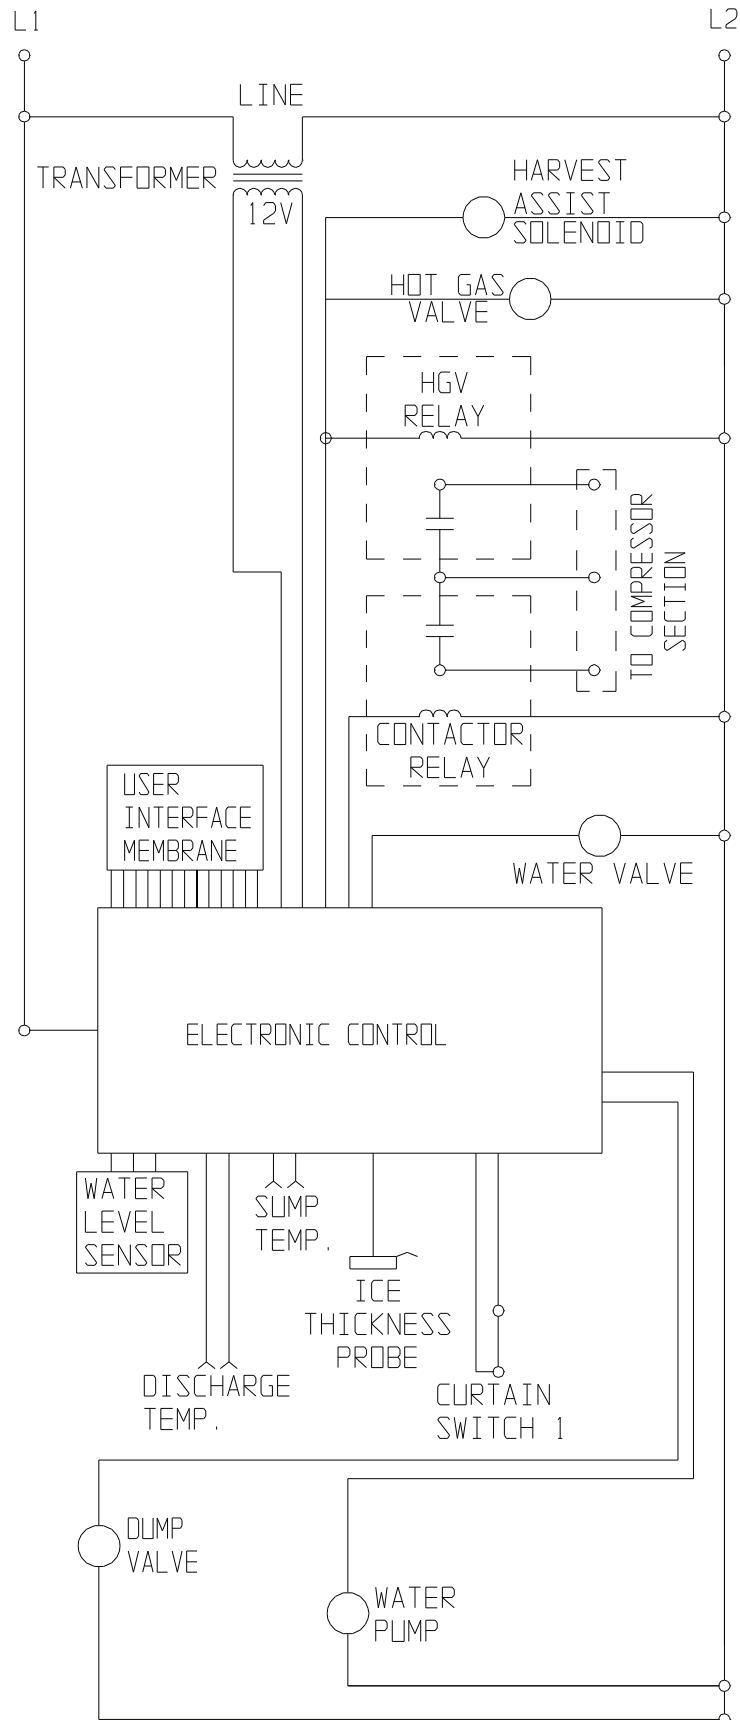 L1
L2
LINE
TRANSFORMER
12V
HARVEST
ASSIST
SOLENOID
HOT GAS
VALVE
HGV
RELAY
TO COMPRESSOR
SECTION
CONTACTOR
RELAY
USER
INTERFACE
MEMBRANE
WATER VALVE
ELECTRONIC CONTROL
WATER
LEVEL
SENSOR
SUMP
TEMP.
ICE
THICKNESS
PROBE
DISCHARGE
TEMP.
CURTAIN
SWITCH 1
DUMP
VALVE
WATER
PUMP